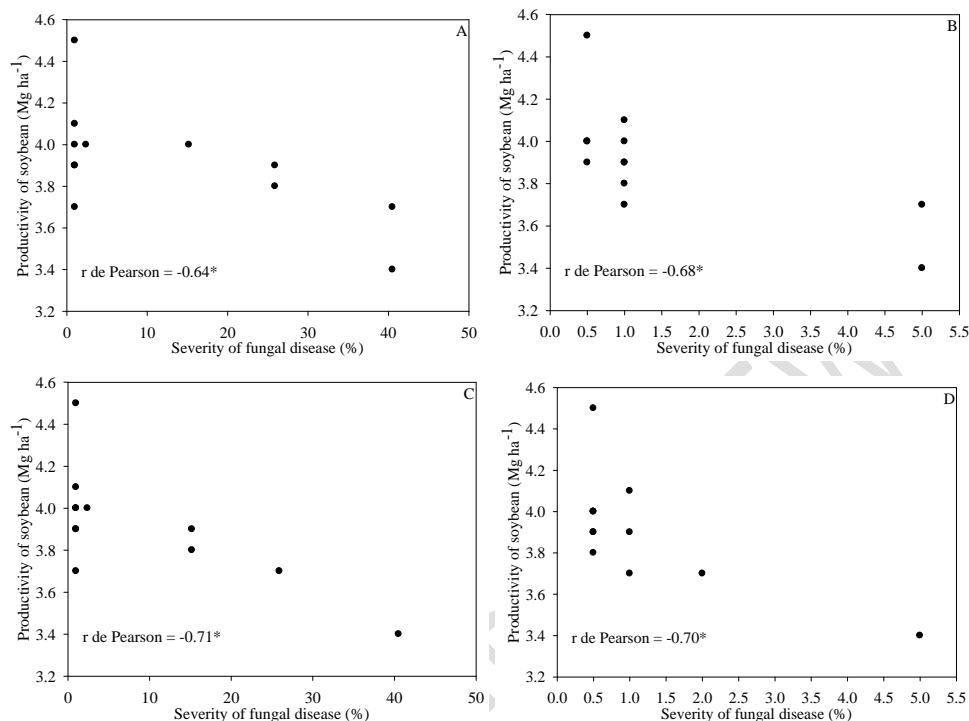 A
Productivity of soybean (Mg ha⁻¹)
4.6
4.4
4.2
4.0
3.8
3.6
3.4
3.2
r de Pearson = -0.64*
0 10 20 30 40 50
Severity of fungal disease (%)
B
Productivity of soybean (Mg ha⁻¹)
4.6
4.4
4.2
4.0
3.8
3.6
3.4
3.2
r de Pearson = -0.68*
0.0 0.5 1.0 1.5 2.0 2.5 3.0 3.5 4.0 4.5 5.0 5.5
Severity of fungal disease (%)
C
Productivity of soybean (Mg ha⁻¹)
4.6
4.4
4.2
4.0
3.8
3.6
3.4
3.2
r de Pearson = -0.71*
0 10 20 30 40 50
Severity of fungal disease (%)
D
Productivity of soybean (Mg ha⁻¹)
4.6
4.4
4.2
4.0
3.8
3.6
3.4
3.2
r de Pearson = -0.70*
0.0 0.5 1.0 1.5 2.0 2.5 3.0 3.5 4.0 4.5 5.0 5.5
Severity of fungal disease (%)